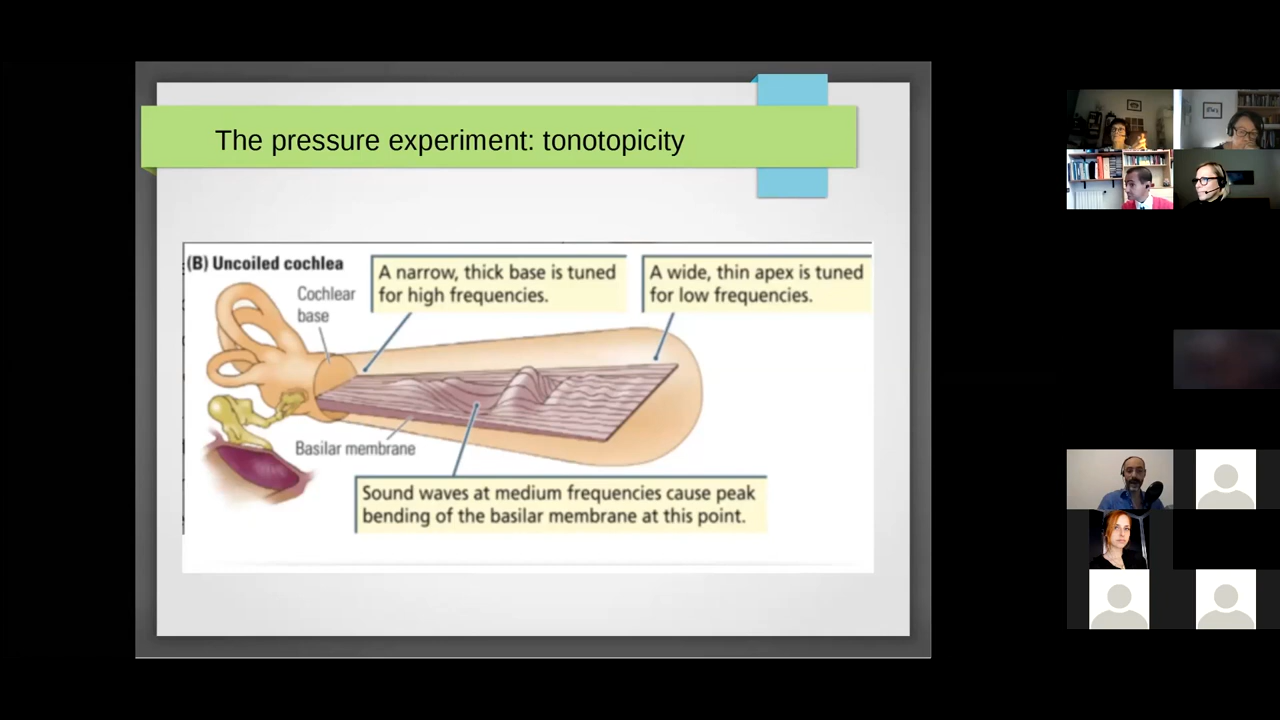 The pressure experiment: tonotopicity
(B) Uncoiled cochlea
Cochlear
base
A narrow, thick base is tuned
for high frequencies.
A wide, thin apex is tuned
for low frequencies.
Basilar membrane
Sound waves at medium frequencies cause peak
bending of the basilar membrane at this point.